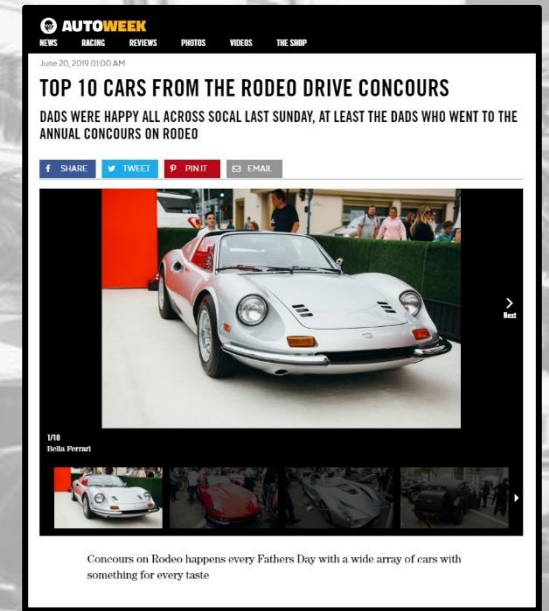 AUTOWEEK
NEWS RACING REVIEWS PHOTOS VIDEOS THE SHOP
June 20, 2019 01:00 AM
TOP 10 CARS FROM THE RODEO DRIVE CONCOURS
DADS WERE HAPPY ALL ACROSS SOCAL LAST SUNDAY, AT LEAST THE DADS WHO WENT TO THE
ANNUAL CONCOURS ON RODEO
SHARE TWEET PIN IT EMAIL
Next
1/10
Bella Ferrari
Concours on Rodeo happens every Fathers Day with a wide array of cars with
something for every taste